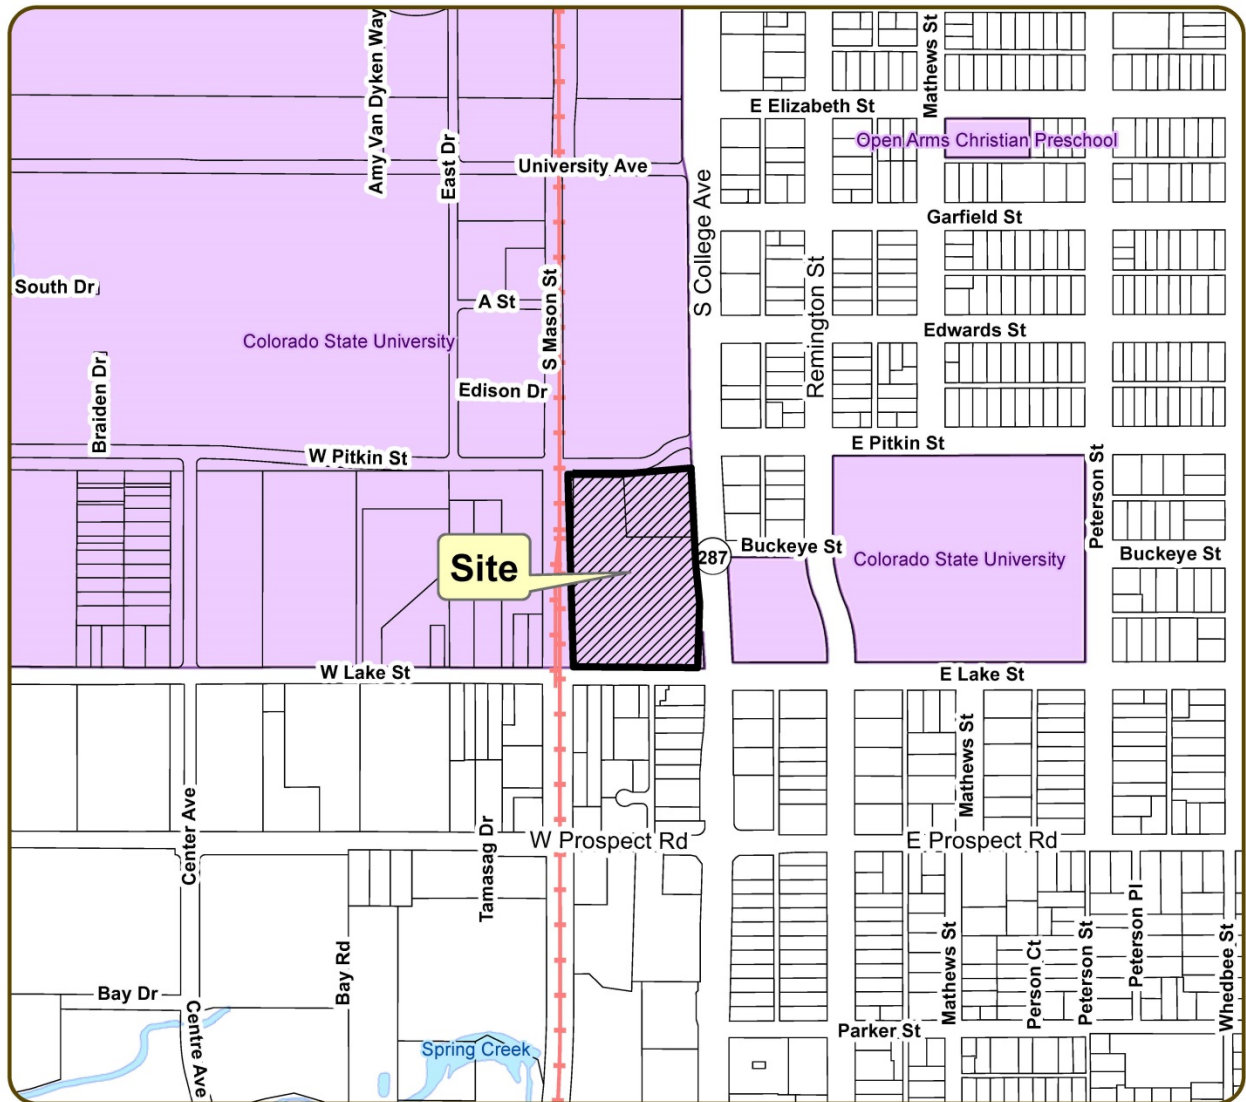 Amy Van Dyken Way
Mathews St
E Elizabeth St
East Dr
Open Arms Christian Preschool
University Ave
S College Ave
Garfield St
South Dr
A St
S Mason St
Remington St
Edwards St
Colorado State University
Braiden Dr
Edison Dr
E Pitkin St
W Pitkin St
Peterson St
Site
287
Buckeye St
Colorado State University
Buckeye St
W Lake St
E Lake St
Mathews St
Center Ave
Tamasag Dr
W Prospect Rd
E Prospect Rd
Bay Rd
Mathews St
Person Ct
Peterson St
Peterson Pl
Whedbee St
Bay Dr
Centre Ave
Parker St
Spring Creek